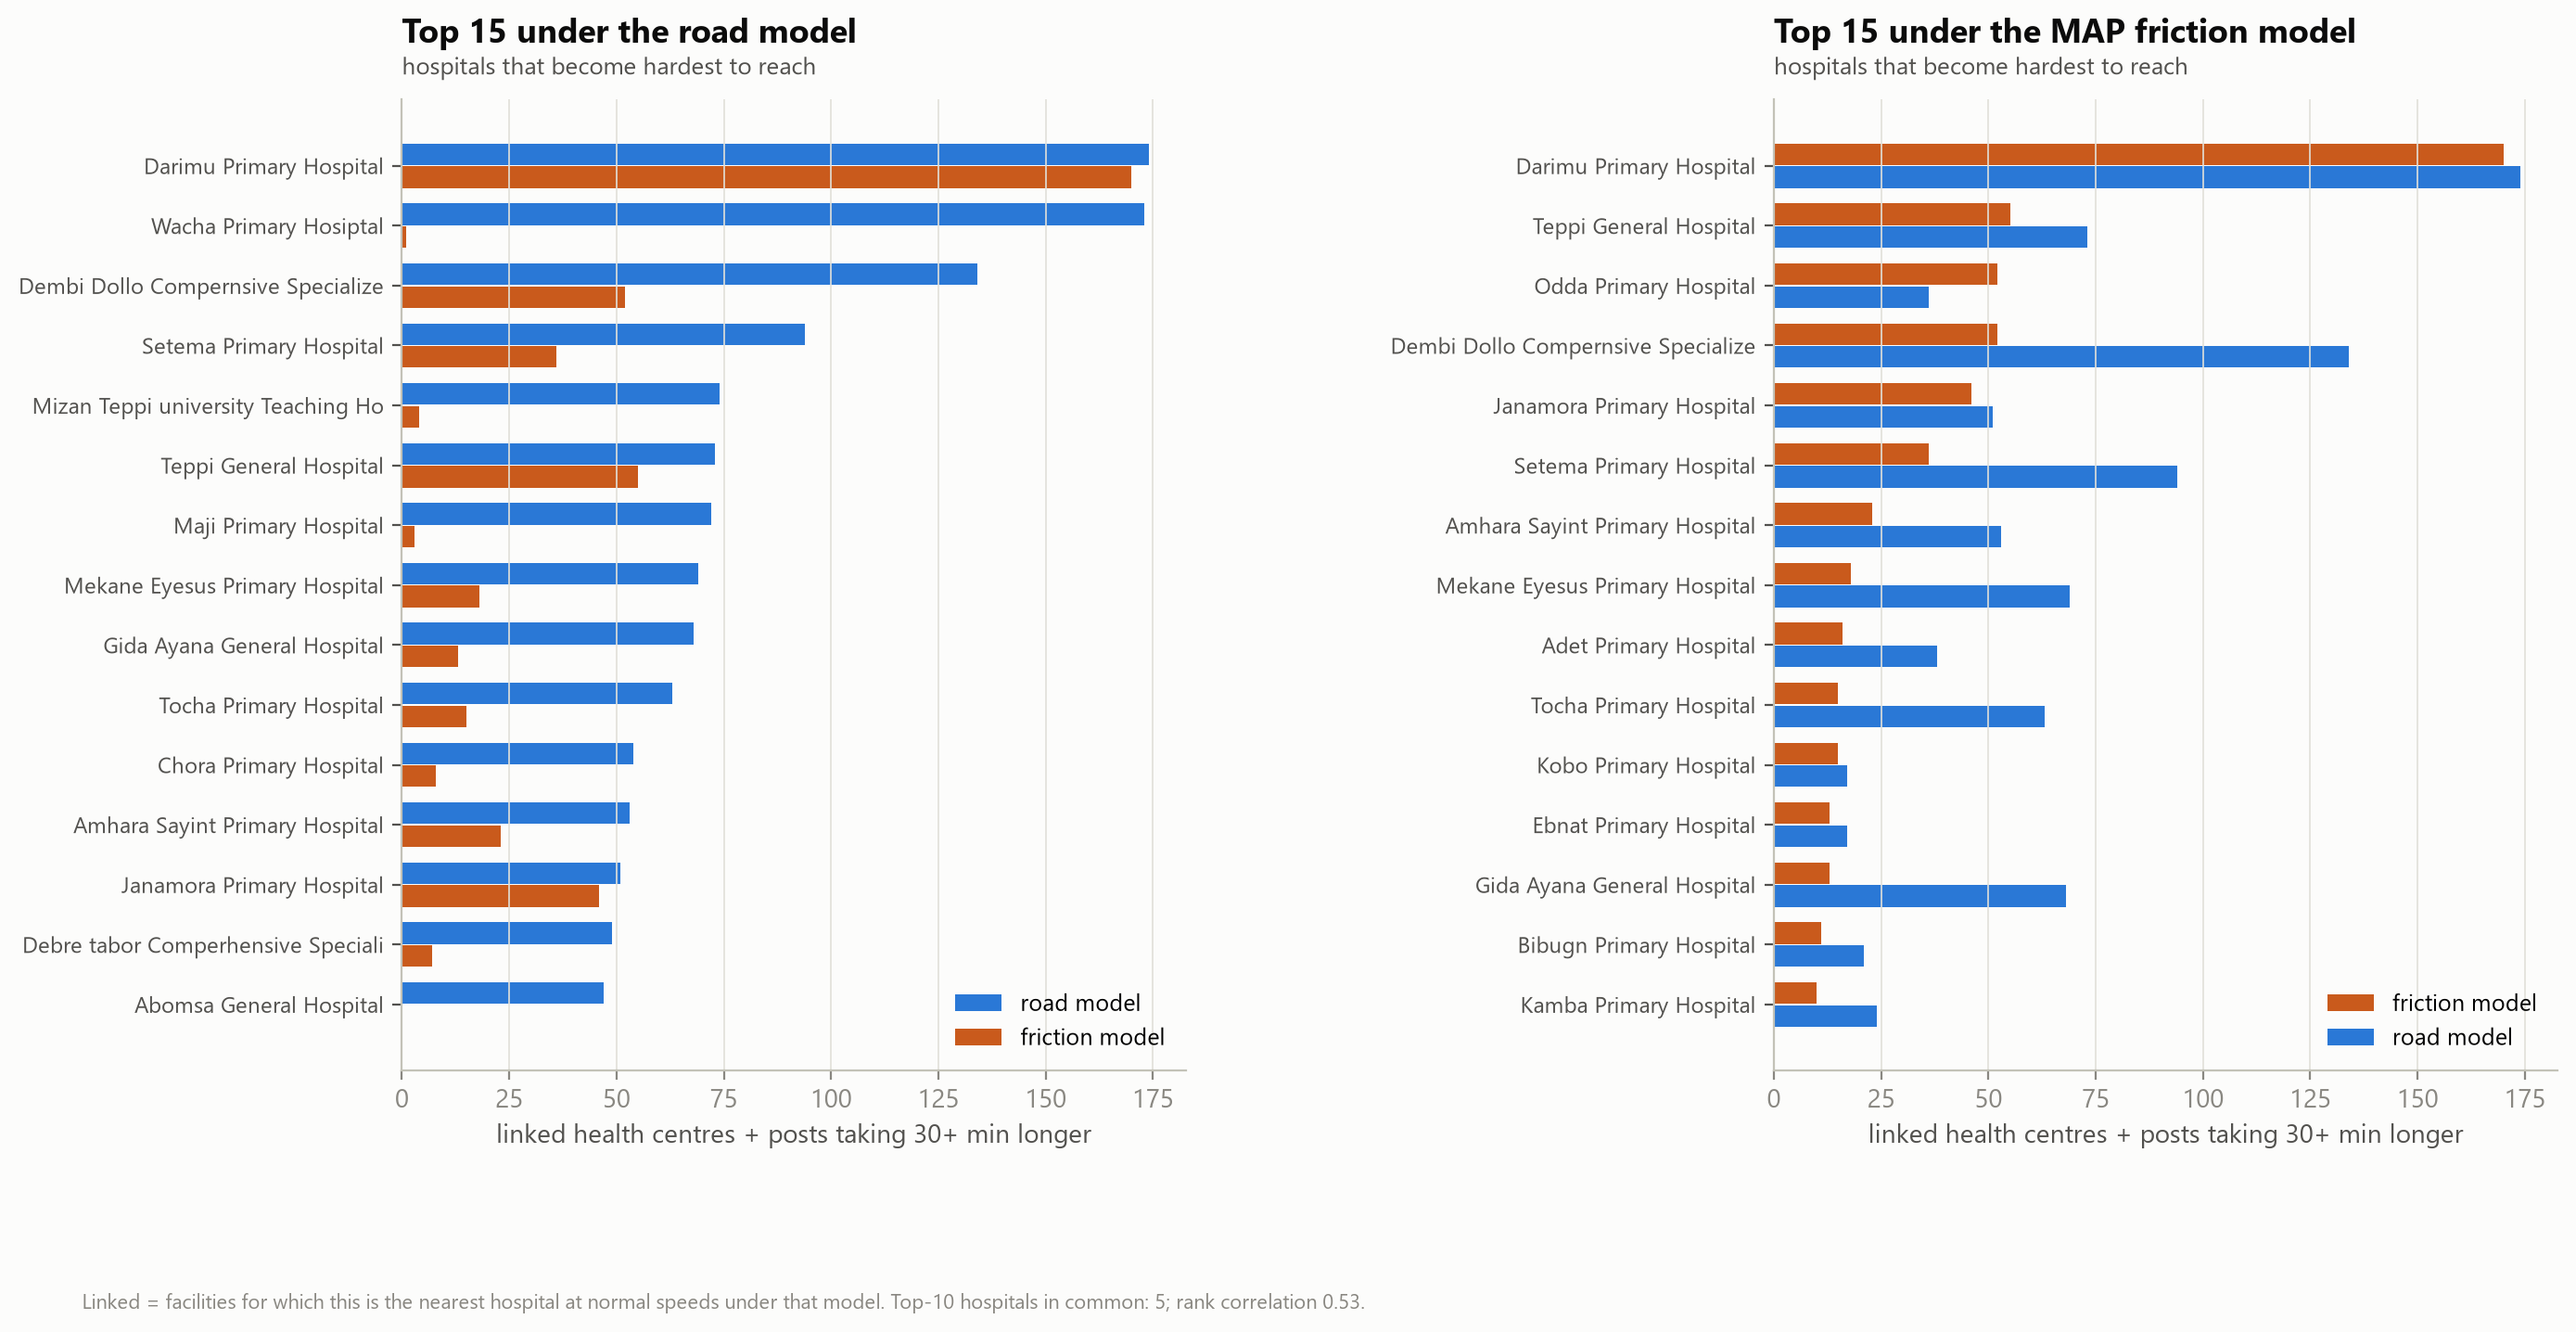 Top 15 under the road model
hospitals that become hardest to reach
Darimu Primary Hospital
Wacha Primary Hosiptal
Dembi Dollo Compernsive Specialize
Setema Primary Hospital
Mizan Teppi university Teaching Ho
Teppi General Hospital
Maji Primary Hospital
Mekane Eyesus Primary Hospital
Gida Ayana General Hospital
Tocha Primary Hospital
Chora Primary Hospital
Amhara Sayint Primary Hospital
Janamora Primary Hospital
Debre tabor Comperhensive Speciali
Abomsa General Hospital
road model
friction model
0 25 50 75 100 125 150 175
linked health centres + posts taking 30+ min longer
Top 15 under the MAP friction model
hospitals that become hardest to reach
Darimu Primary Hospital
Teppi General Hospital
Odda Primary Hospital
Dembi Dollo Compernsive Specialize
Janamora Primary Hospital
Setema Primary Hospital
Amhara Sayint Primary Hospital
Mekane Eyesus Primary Hospital
Adet Primary Hospital
Tocha Primary Hospital
Kobo Primary Hospital
Ebnat Primary Hospital
Gida Ayana General Hospital
Bibugn Primary Hospital
Kamba Primary Hospital
friction model
road model
0 25 50 75 100 125 150 175
linked health centres + posts taking 30+ min longer
Linked = facilities for which this is the nearest hospital at normal speeds under that model. Top-10 hospitals in common: 5; rank correlation 0.53.